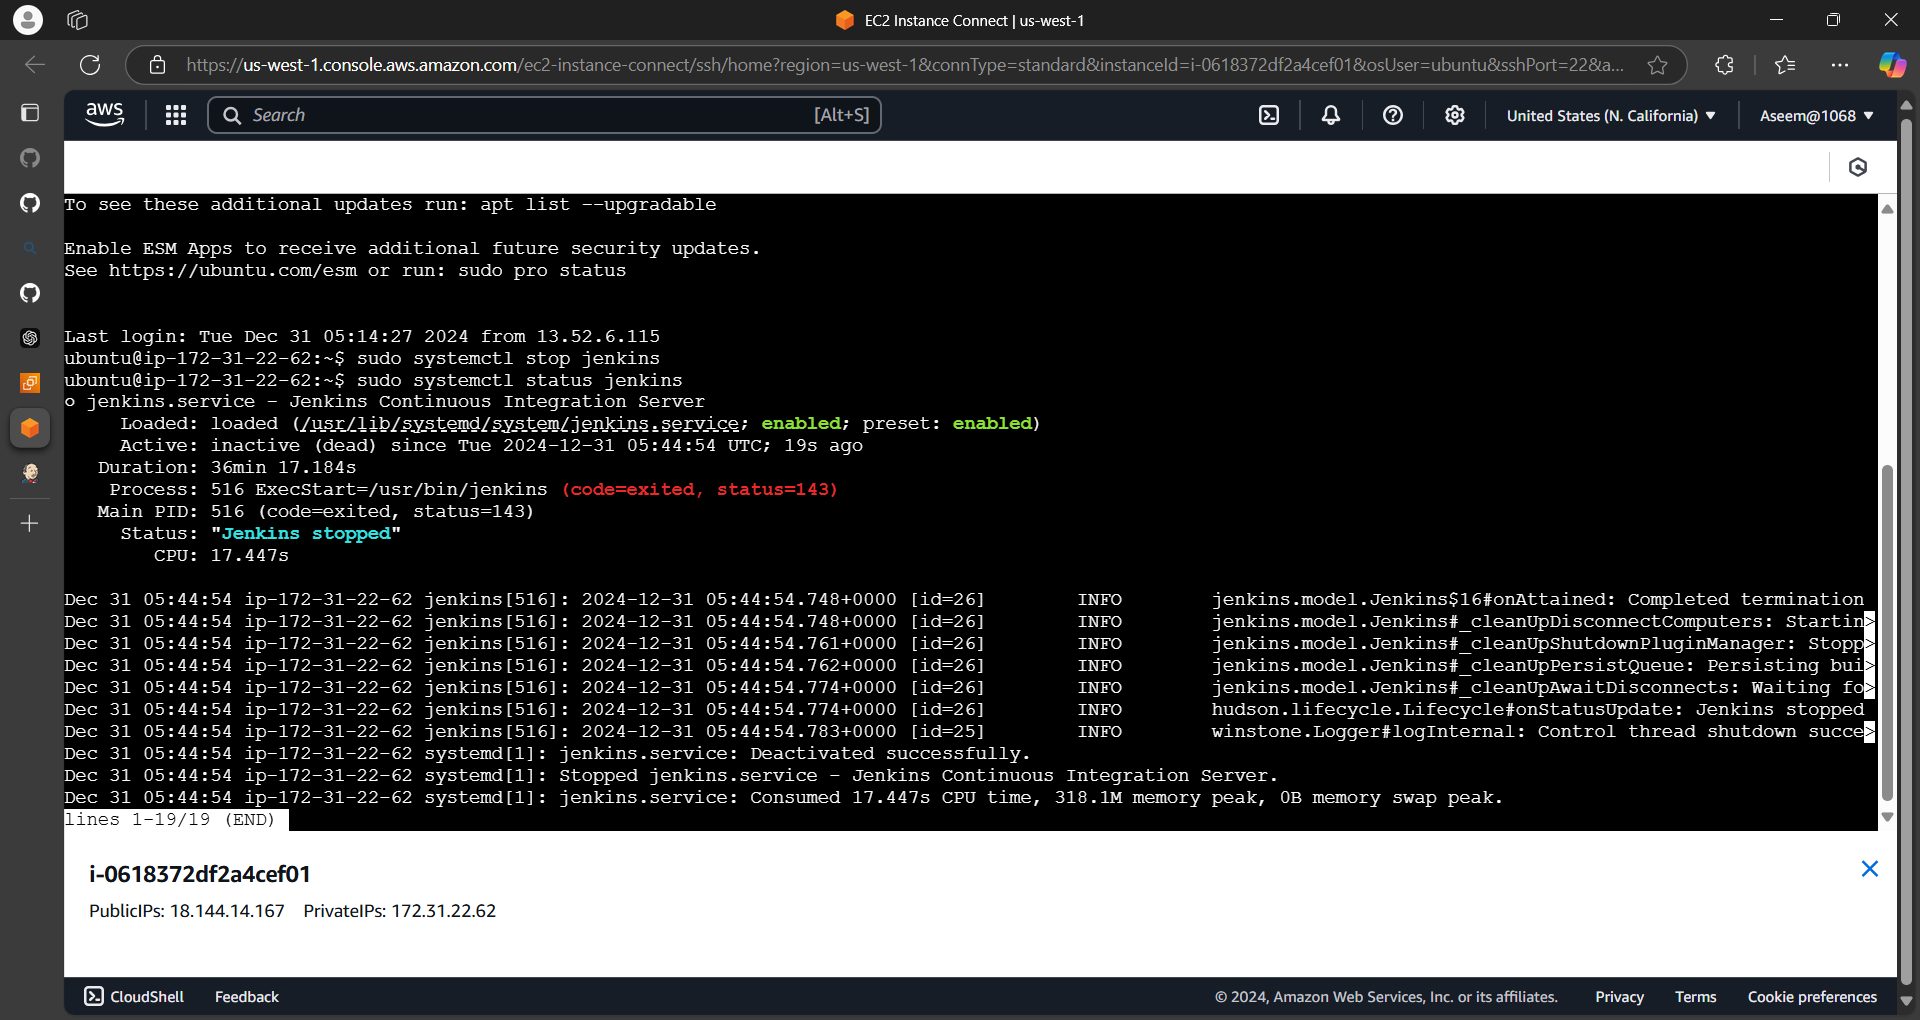 EC2 Instance Connect | us-west-1
https://us-west-1.console.aws.amazon.com/ec2-instance-connect/ssh/home?region=us-west-1&connType=standard&instanceId=i-0618372df2a4cef01&osUser=ubuntu&sshPort=22&a...
aws
Search [Alt+S]
United States (N. California)
Aseem@1068
To see these additional updates run: apt list --upgradable
Enable ESM Apps to receive additional future security updates.
See https://ubuntu.com/esm or run: sudo pro status
Last login: Tue Dec 31 05:14:27 2024 from 13.52.6.115
ubuntu@ip-172-31-22-62:~$ sudo systemctl stop jenkins
ubuntu@ip-172-31-22-62:~$ sudo systemctl status jenkins
○ jenkins.service - Jenkins Continuous Integration Server
Loaded: loaded (/usr/lib/systemd/system/jenkins.service; enabled; preset: enabled)
Active: inactive (dead) since Tue 2024-12-31 05:44:54 UTC; 19s ago
Duration: 36min 17.184s
Process: 516 ExecStart=/usr/bin/jenkins (code=exited, status=143)
Main PID: 516 (code=exited, status=143)
Status: "Jenkins stopped"
CPU: 17.447s
Dec 31 05:44:54 ip-172-31-22-62 jenkins[516]: 2024-12-31 05:44:54.748+0000 [id=26] INFO jenkins.model.Jenkins$16#onAttained: Completed termination
Dec 31 05:44:54 ip-172-31-22-62 jenkins[516]: 2024-12-31 05:44:54.748+0000 [id=26] INFO jenkins.model.Jenkins#_cleanUpDisconnectComputers: Startin>
Dec 31 05:44:54 ip-172-31-22-62 jenkins[516]: 2024-12-31 05:44:54.761+0000 [id=26] INFO jenkins.model.Jenkins#_cleanUpShutdownPluginManager: Stopp>
Dec 31 05:44:54 ip-172-31-22-62 jenkins[516]: 2024-12-31 05:44:54.762+0000 [id=26] INFO jenkins.model.Jenkins#_cleanUpPersistQueue: Persisting bui>
Dec 31 05:44:54 ip-172-31-22-62 jenkins[516]: 2024-12-31 05:44:54.774+0000 [id=26] INFO jenkins.model.Jenkins#_cleanUpAwaitDisconnects: Waiting fo>
Dec 31 05:44:54 ip-172-31-22-62 jenkins[516]: 2024-12-31 05:44:54.774+0000 [id=26] INFO hudson.lifecycle.Lifecycle#onStatusUpdate: Jenkins stopped
Dec 31 05:44:54 ip-172-31-22-62 jenkins[516]: 2024-12-31 05:44:54.783+0000 [id=25] INFO winstone.Logger#logInternal: Control thread shutdown succe>
Dec 31 05:44:54 ip-172-31-22-62 systemd[1]: jenkins.service: Deactivated successfully.
Dec 31 05:44:54 ip-172-31-22-62 systemd[1]: Stopped jenkins.service - Jenkins Continuous Integration Server.
Dec 31 05:44:54 ip-172-31-22-62 systemd[1]: jenkins.service: Consumed 17.447s CPU time, 318.1M memory peak, 0B memory swap peak.
lines 1-19/19 (END)
i-0618372df2a4cef01
PublicIPs: 18.144.14.167 PrivateIPs: 172.31.22.62
CloudShell Feedback © 2024, Amazon Web Services, Inc. or its affiliates. Privacy Terms Cookie preferences